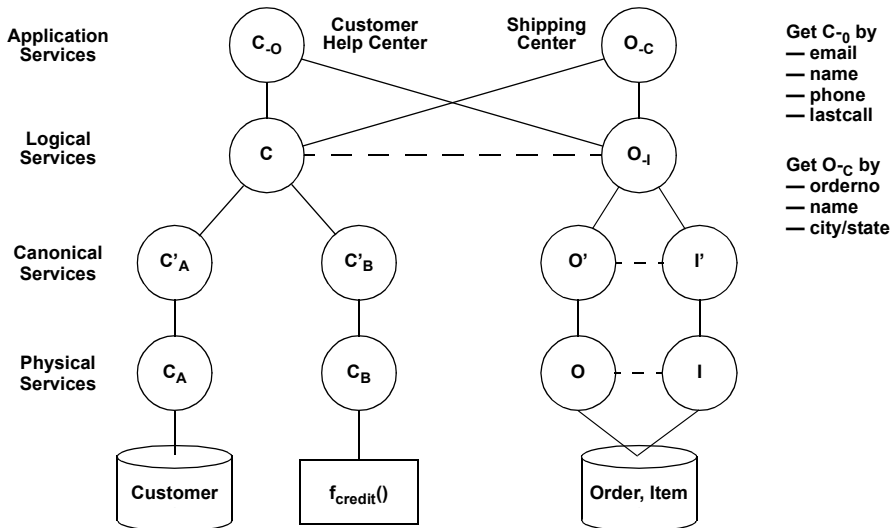 Application
Services
C-O
Customer
Help Center
Shipping
Center
O-C
Get C-0 by
— email
— name
— phone
— lastcall
Logical
Services
C
O-I
Get O-C by
— orderno
— name
— city/state
Canonical
Services
C’A
C’B
O’
I’
Physical
Services
CA
CB
O
I
Customer
fcredit()
Order, Item